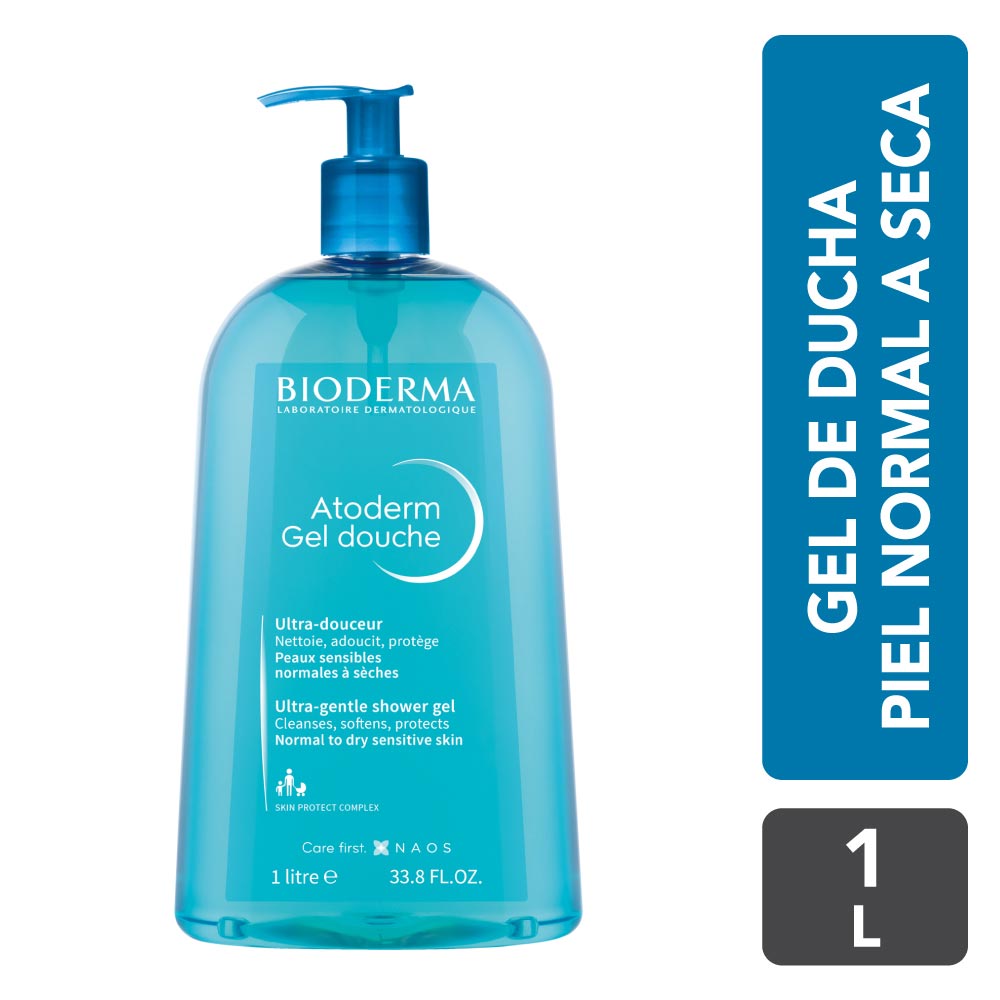 BIODERMA
LABORATOIRE DERMATOLOGIQUE
Atoderm
Gel douche
Ultra-douceur
Nettoie, adoucit, protège
Peaux sensibles
normales à sèches
Ultra-gentle shower gel
Cleanses, softens, protects
Normal to dry sensitive skin
SKIN PROTECT COMPLEX
Care first. NAOS
1 litre ℮ 33.8 FL.OZ.
GEL DE DUCHA
PIEL NORMAL A SECA
1
L